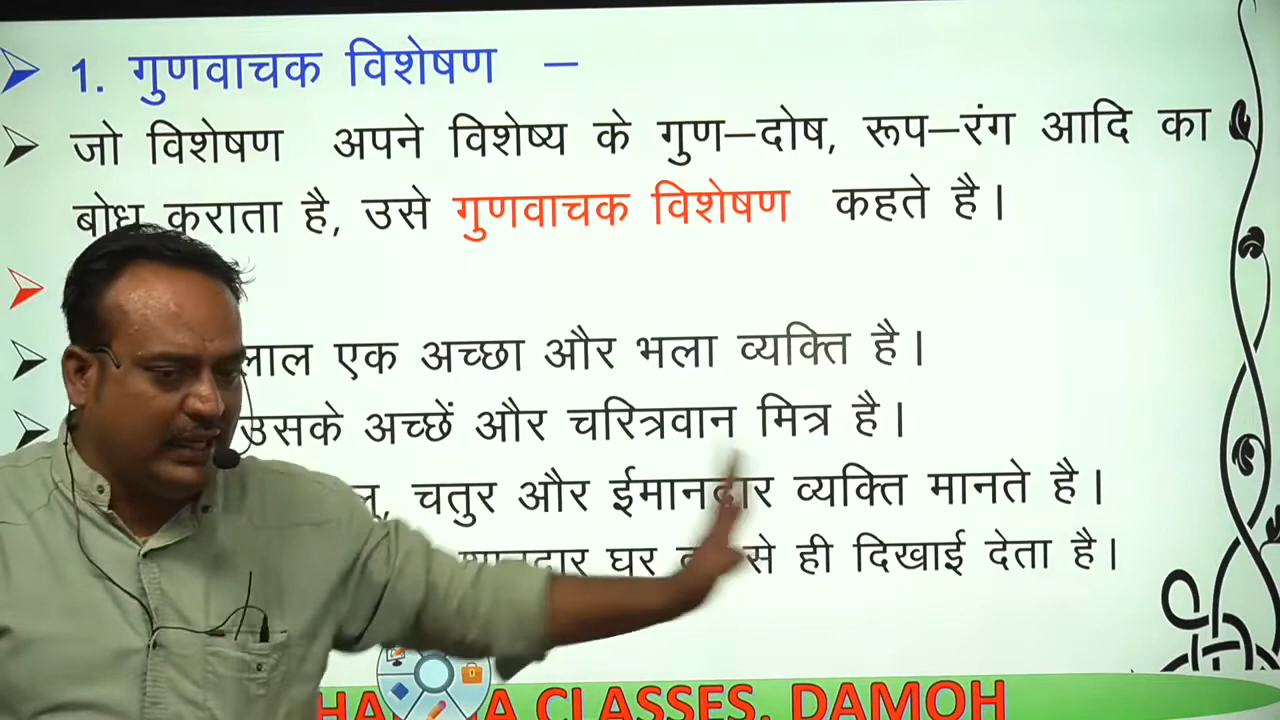 1. गुणवाचक विशेषण –
जो विशेषण अपने विशेष्य के गुण–दोष, रूप–रंग आदि का
बोध कराता है, उसे गुणवाचक विशेषण कहते है।
एक अच्छा और भला व्यक्ति है।
उसके अच्छें और चरित्रवान मित्र है।
चतुर और ईमानदार व्यक्ति मानते है।
घर से ही दिखाई देता है।
CLASSES, DAMOH